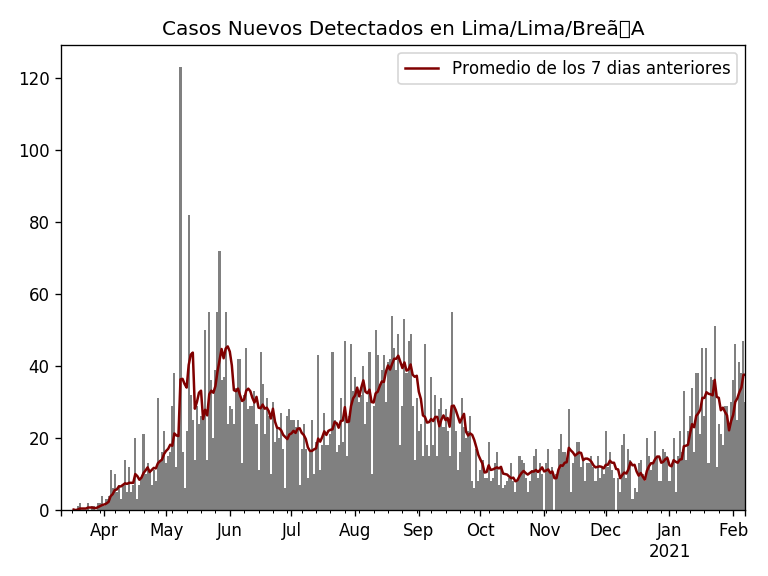 Casos Nuevos Detectados en Lima/Lima/Breã□A
Promedio de los 7 dias anteriores
120
100
80
60
40
20
0
Apr May Jun Jul Aug Sep Oct Nov Dec Jan Feb
2021